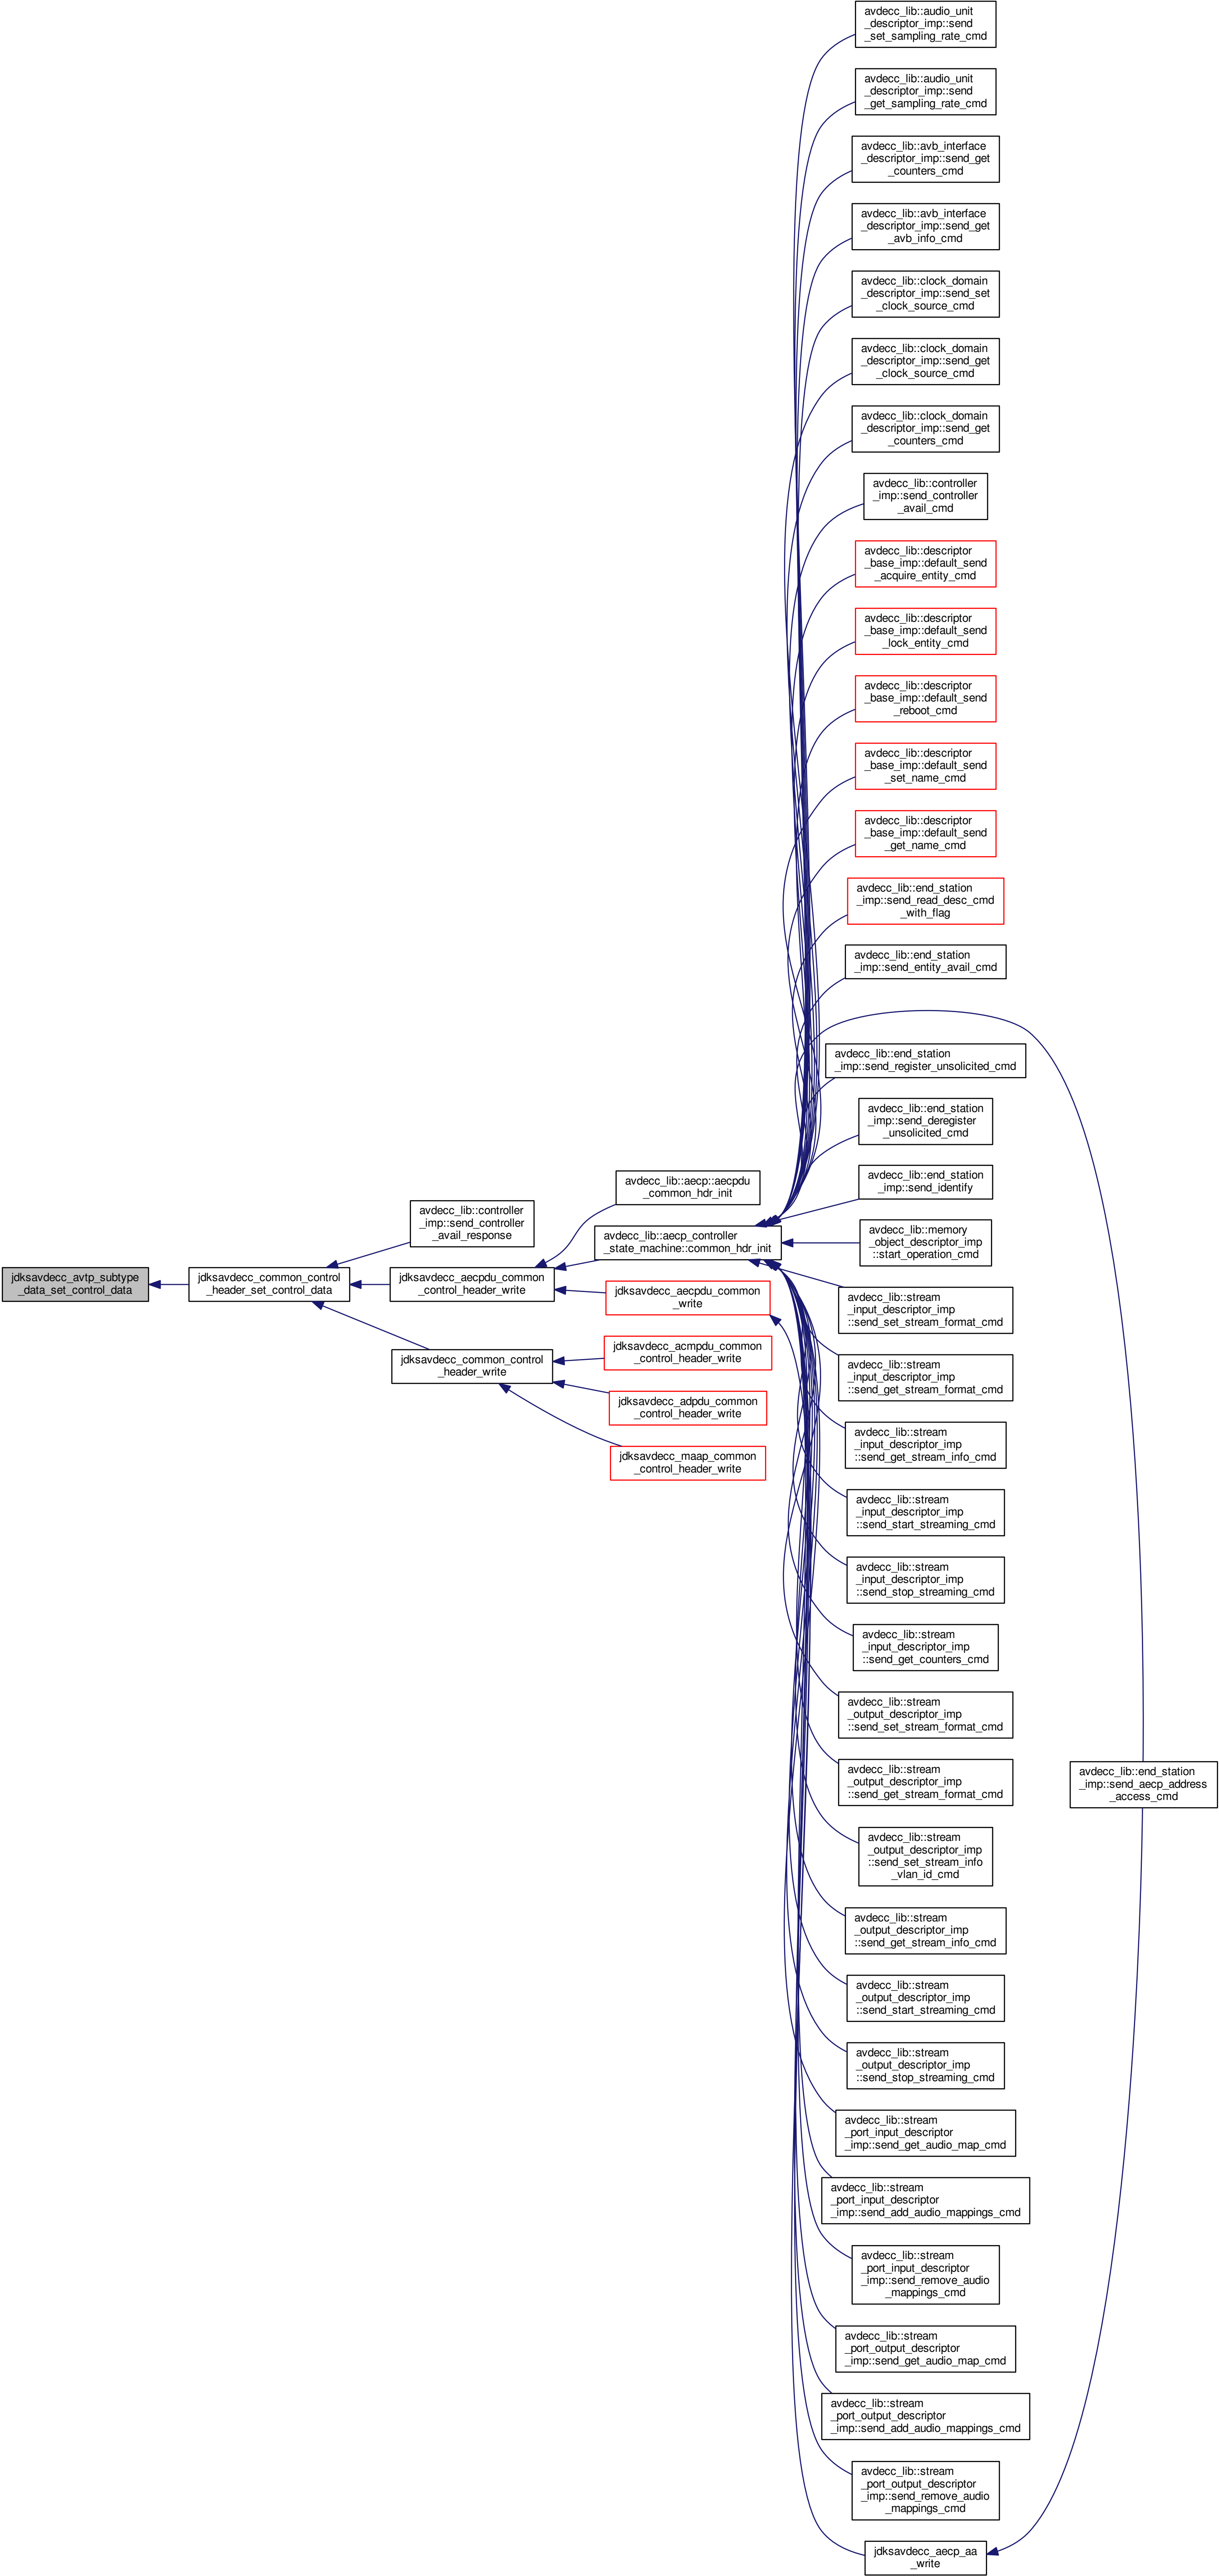 avdecc_lib::audio_unit
_descriptor_imp::send
_set_sampling_rate_cmd
avdecc_lib::audio_unit
_descriptor_imp::send
_get_sampling_rate_cmd
avdecc_lib::avb_interface
_descriptor_imp::send_get
_counters_cmd
avdecc_lib::avb_interface
_descriptor_imp::send_get
_avb_info_cmd
avdecc_lib::clock_domain
_descriptor_imp::send_set
_clock_source_cmd
avdecc_lib::clock_domain
_descriptor_imp::send_get
_clock_source_cmd
avdecc_lib::clock_domain
_descriptor_imp::send_get
_counters_cmd
avdecc_lib::controller
_imp::send_controller
_avail_cmd
avdecc_lib::descriptor
_base_imp::default_send
_acquire_entity_cmd
avdecc_lib::descriptor
_base_imp::default_send
_lock_entity_cmd
avdecc_lib::descriptor
_base_imp::default_send
_reboot_cmd
avdecc_lib::descriptor
_base_imp::default_send
_set_name_cmd
avdecc_lib::descriptor
_base_imp::default_send
_get_name_cmd
avdecc_lib::end_station
_imp::send_read_desc_cmd
_with_flag
avdecc_lib::end_station
_imp::send_entity_avail_cmd
avdecc_lib::end_station
_imp::send_register_unsolicited_cmd
avdecc_lib::end_station
_imp::send_deregister
_unsolicited_cmd
avdecc_lib::end_station
_imp::send_identify
avdecc_lib::aecp::aecpdu
_common_hdr_init
avdecc_lib::controller
_imp::send_controller
_avail_response
avdecc_lib::aecp_controller
_state_machine::common_hdr_init
avdecc_lib::memory
_object_descriptor_imp
::start_operation_cmd
jdksavdecc_avtp_subtype
_data_set_control_data
jdksavdecc_common_control
_header_set_control_data
jdksavdecc_aecpdu_common
_control_header_write
jdksavdecc_aecpdu_common
_write
avdecc_lib::stream
_input_descriptor_imp
::send_set_stream_format_cmd
jdksavdecc_common_control
_header_write
jdksavdecc_acmpdu_common
_control_header_write
jdksavdecc_adpdu_common
_control_header_write
jdksavdecc_maap_common
_control_header_write
avdecc_lib::stream
_input_descriptor_imp
::send_get_stream_format_cmd
avdecc_lib::stream
_input_descriptor_imp
::send_get_stream_info_cmd
avdecc_lib::stream
_input_descriptor_imp
::send_start_streaming_cmd
avdecc_lib::stream
_input_descriptor_imp
::send_stop_streaming_cmd
avdecc_lib::stream
_input_descriptor_imp
::send_get_counters_cmd
avdecc_lib::stream
_output_descriptor_imp
::send_set_stream_format_cmd
avdecc_lib::stream
_output_descriptor_imp
::send_get_stream_format_cmd
avdecc_lib::end_station
_imp::send_aecp_address
_access_cmd
avdecc_lib::stream
_output_descriptor_imp
::send_set_stream_info
_vlan_id_cmd
avdecc_lib::stream
_output_descriptor_imp
::send_get_stream_info_cmd
avdecc_lib::stream
_output_descriptor_imp
::send_start_streaming_cmd
avdecc_lib::stream
_output_descriptor_imp
::send_stop_streaming_cmd
avdecc_lib::stream
_port_input_descriptor
_imp::send_get_audio_map_cmd
avdecc_lib::stream
_port_input_descriptor
_imp::send_add_audio_mappings_cmd
avdecc_lib::stream
_port_input_descriptor
_imp::send_remove_audio
_mappings_cmd
avdecc_lib::stream
_port_output_descriptor
_imp::send_get_audio_map_cmd
avdecc_lib::stream
_port_output_descriptor
_imp::send_add_audio_mappings_cmd
avdecc_lib::stream
_port_output_descriptor
_imp::send_remove_audio
_mappings_cmd
jdksavdecc_aecp_aa
_write